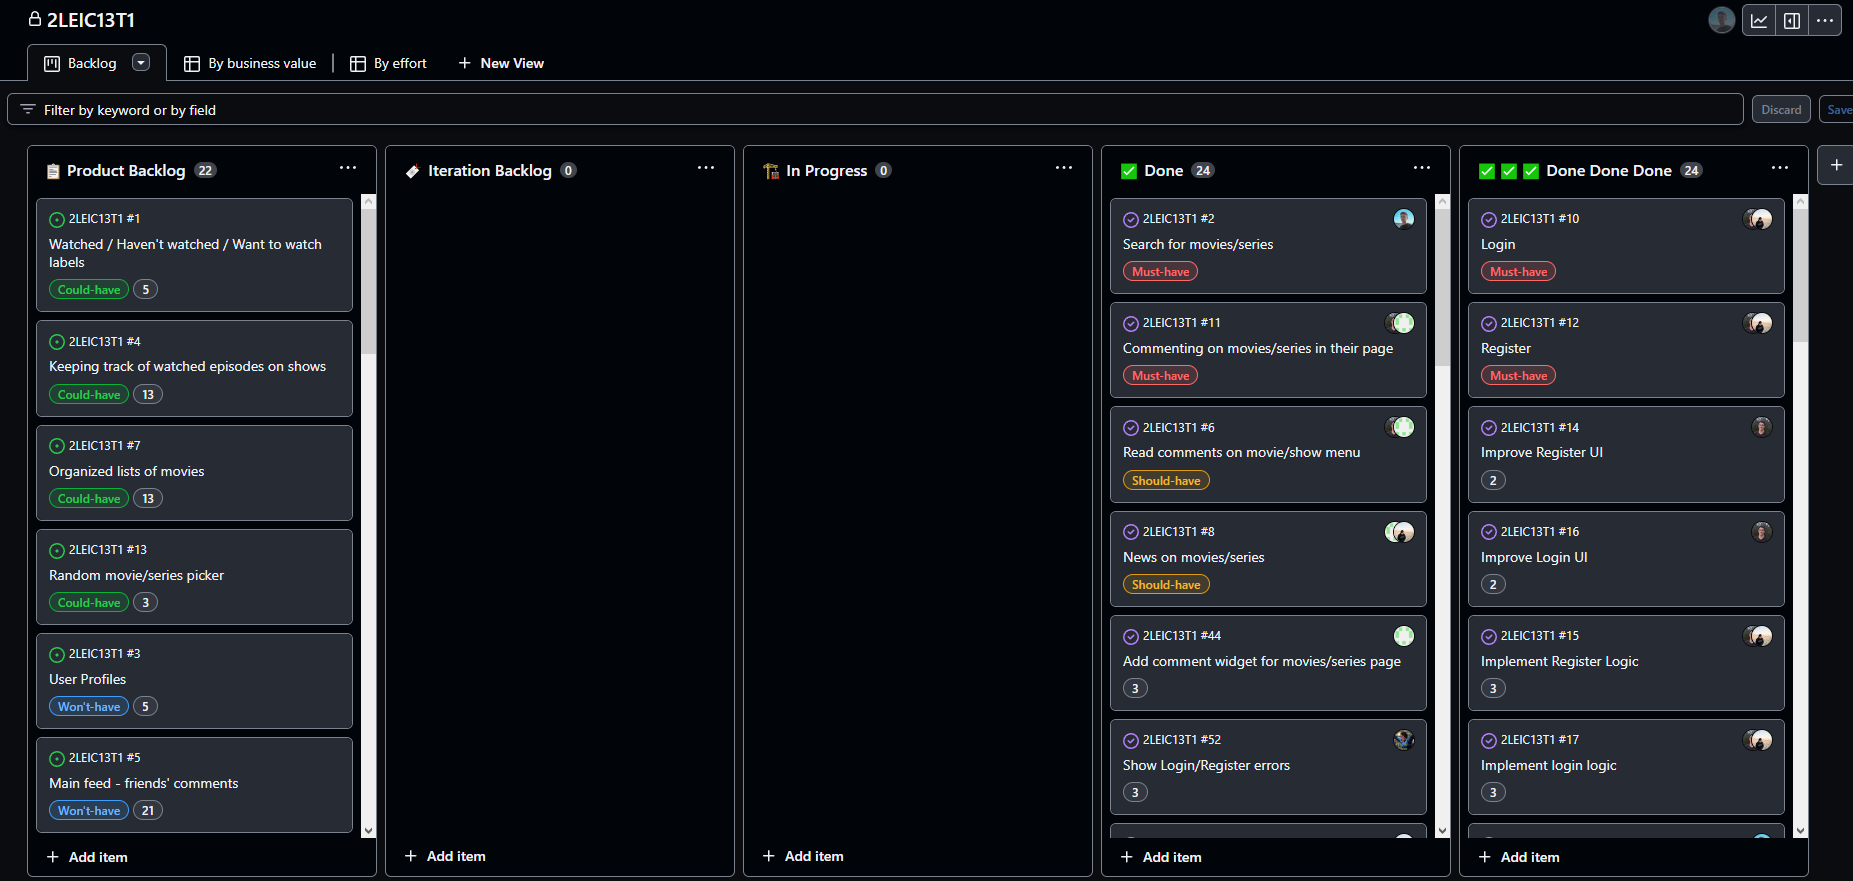 2LEIC13T1
Backlog
By business value
By effort
New View
Filter by keyword or by field
Discard
Save
Product Backlog 22
2LEIC13T1 #1
Watched / Haven't watched / Want to watch
labels
Could-have 5
2LEIC13T1 #4
Keeping track of watched episodes on shows
Could-have 13
2LEIC13T1 #7
Organized lists of movies
Could-have 13
2LEIC13T1 #13
Random movie/series picker
Could-have 3
2LEIC13T1 #3
User Profiles
Won't-have 5
2LEIC13T1 #5
Main feed - friends' comments
Won't-have 21
Add item
Iteration Backlog 0
Add item
In Progress 0
Add item
Done 24
2LEIC13T1 #2
Search for movies/series
Must-have
2LEIC13T1 #11
Commenting on movies/series in their page
Must-have
2LEIC13T1 #6
Read comments on movie/show menu
Should-have
2LEIC13T1 #8
News on movies/series
Should-have
2LEIC13T1 #44
Add comment widget for movies/series page
3
2LEIC13T1 #52
Show Login/Register errors
3
Add item
Done Done Done 24
2LEIC13T1 #10
Login
Must-have
2LEIC13T1 #12
Register
Must-have
2LEIC13T1 #14
Improve Register UI
2
2LEIC13T1 #16
Improve Login UI
2
2LEIC13T1 #15
Implement Register Logic
3
2LEIC13T1 #17
Implement login logic
3
Add item